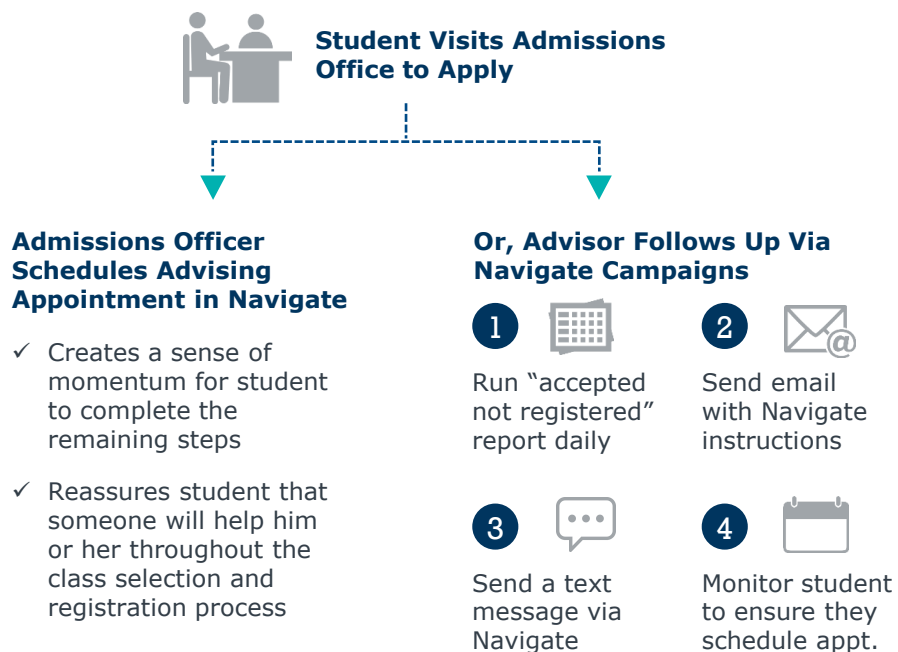 Student Visits Admissions
Office to Apply
Admissions Officer
Schedules Advising
Appointment in Navigate
✓ Creates a sense of
momentum for student
to complete the
remaining steps
✓ Reassures student that
someone will help him
or her throughout the
class selection and
registration process
Or, Advisor Follows Up Via
Navigate Campaigns
1
Run “accepted
not registered”
report daily
2
@
Send email
with Navigate
instructions
3
Send a text
message via
Navigate
4
Monitor student
to ensure they
schedule appt.